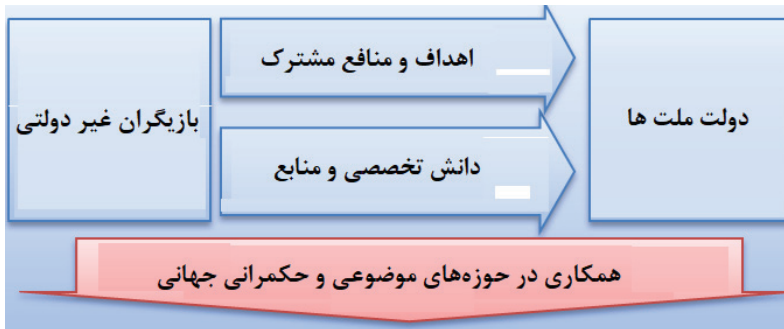 اهداف و منافع مشترک
دولت ملت ها
بازیگران غیر دولتی
دانش تخصصی و منابع
همکاری در حوزه‌های موضوعی و حکمرانی جهانی